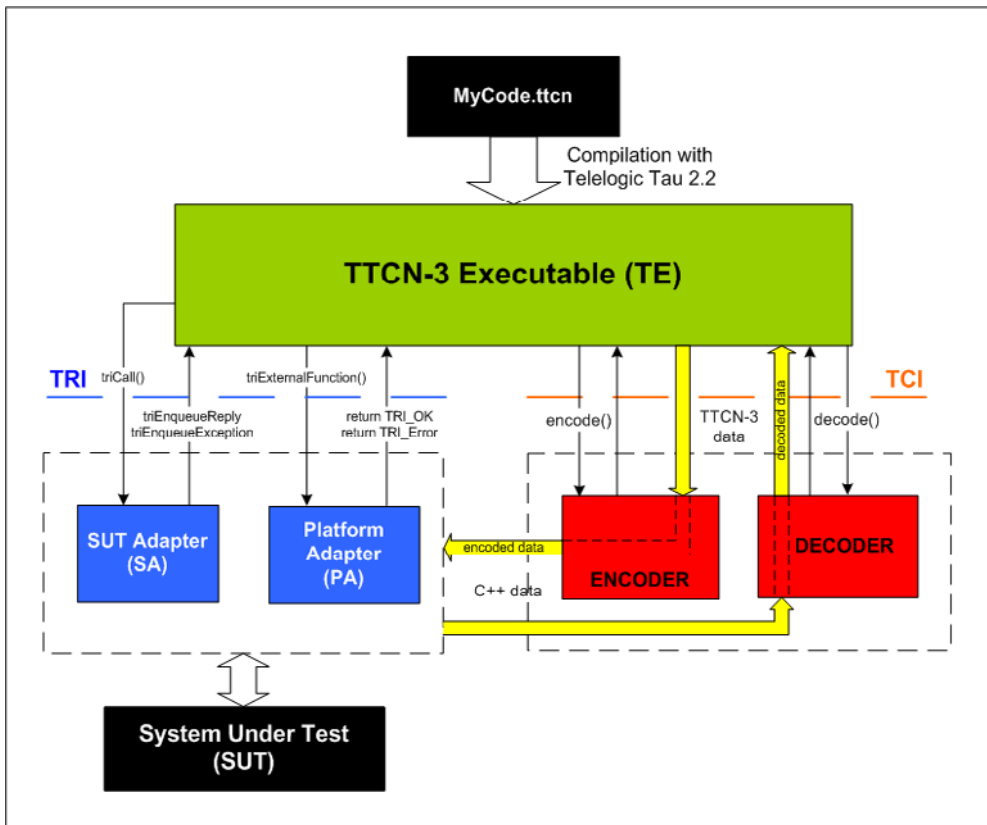 MyCode.ttcn
Compilation with
Telelogic Tau 2.2
TTCN-3 Executable (TE)
TRI
triCall()
triEnqueueReply
triEnqueueException
triExternalFunction()
return TRI_OK
return TRI_Error
TCI
encode()
TTCN-3
data
decoded data
decode()
SUT Adapter
(SA)
Platform
Adapter
(PA)
encoded data
ENCODER
DECODER
C++ data
System Under Test
(SUT)